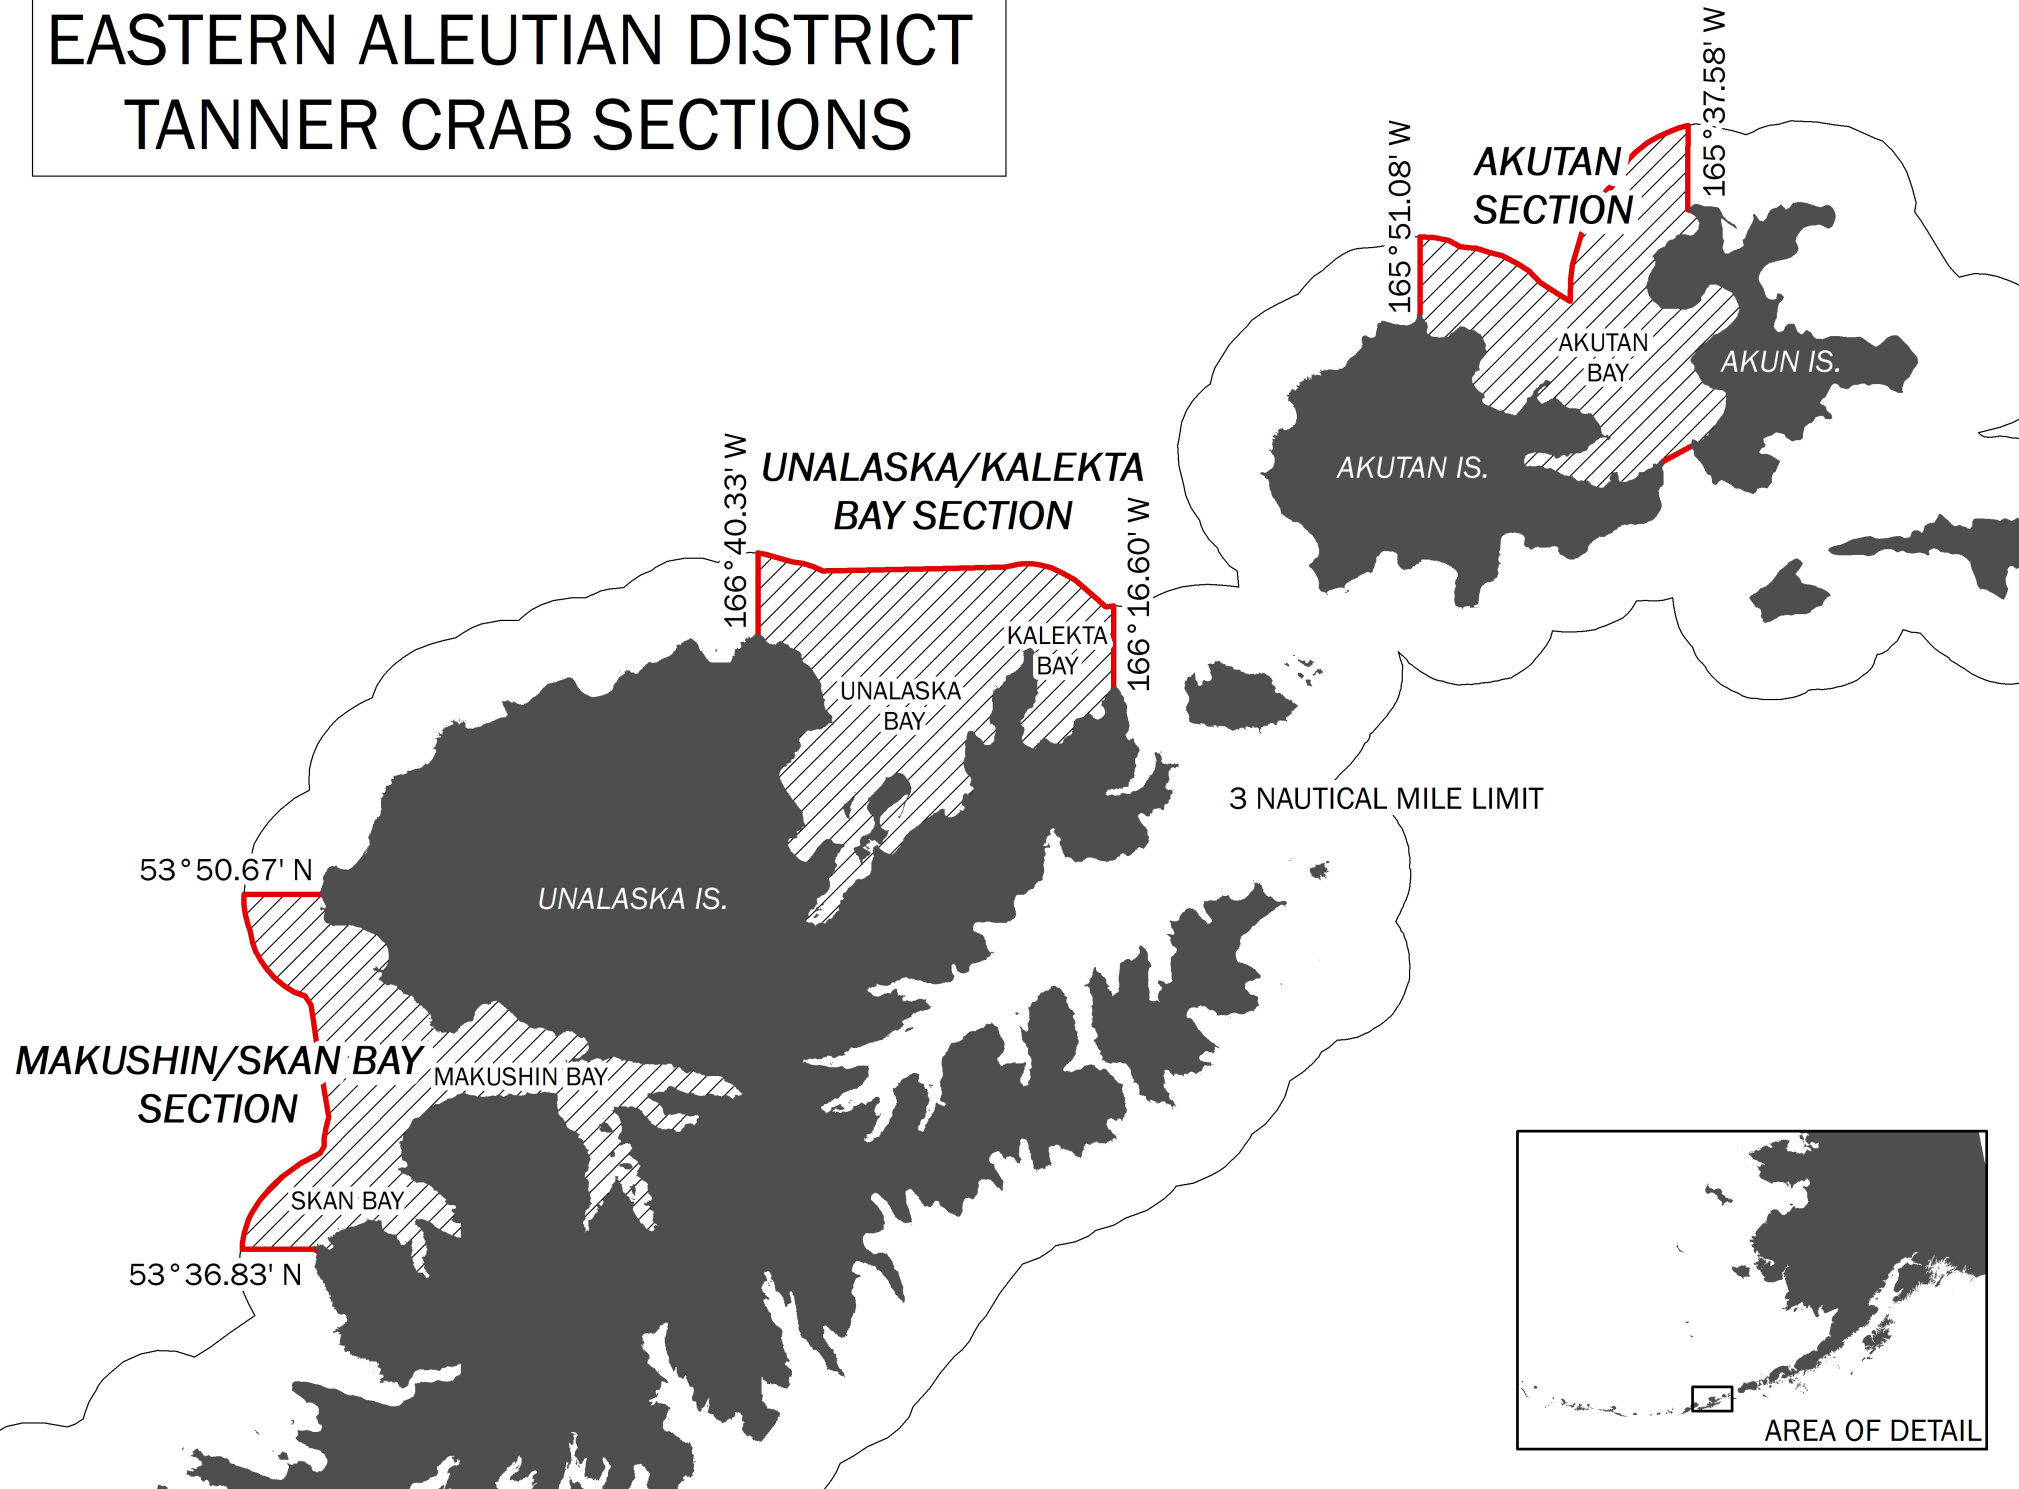 EASTERN ALEUTIAN DISTRICT
TANNER CRAB SECTIONS
165°37.58' W
165°51.08' W
AKUTAN
SECTION
AKUTAN
BAY
AKUN IS.
AKUTAN IS.
166°40.33' W
UNALASKA/KALEKTA
BAY SECTION
166°16.60' W
KALEKTA
BAY
UNALASKA
BAY
3 NAUTICAL MILE LIMIT
53°50.67' N
UNALASKA IS.
MAKUSHIN/SKAN BAY
SECTION
MAKUSHIN BAY
SKAN BAY
53°36.83' N
AREA OF DETAIL